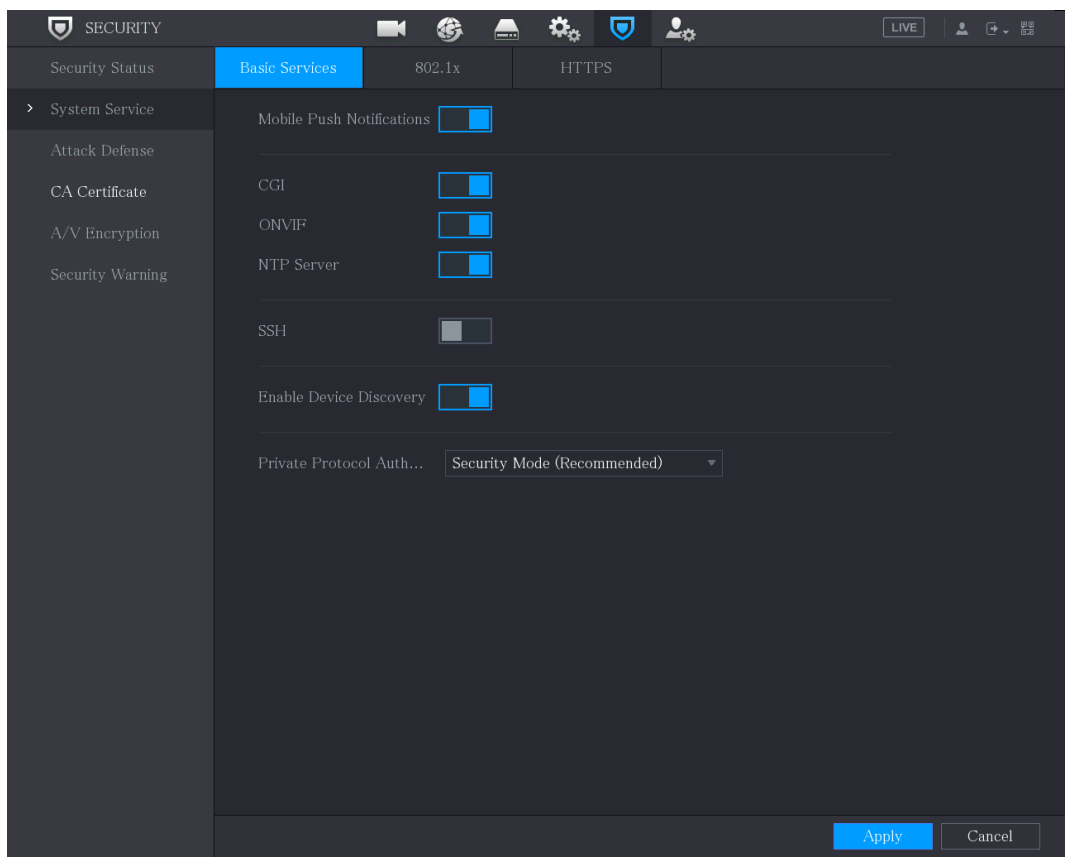 SECURITY
LIVE
Security Status
System Service
Attack Defense
CA Certificate
A/V Encryption
Security Warning
Basic Services 802.1x HTTPS
Mobile Push Notifications
CGI
ONVIF
NTP Server
SSH
Enable Device Discovery
Private Protocol Auth... Security Mode (Recommended)
Apply Cancel